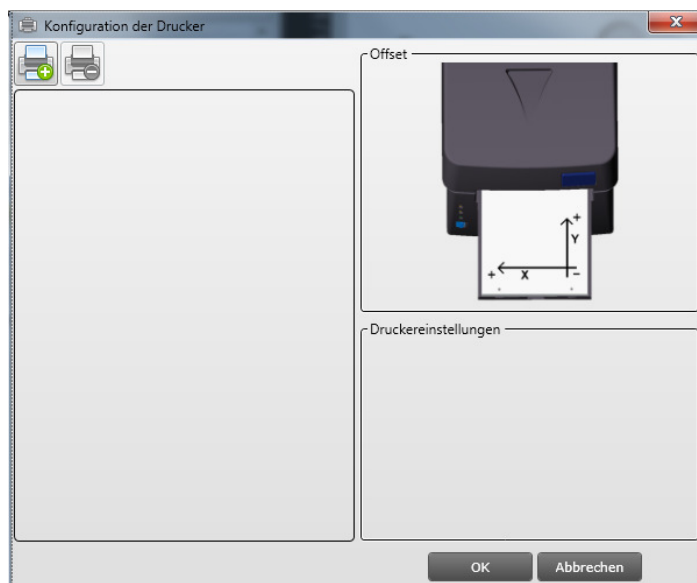 Konfiguration der Drucker
Offset
+
Y
+ X -
Druckereinstellungen
OK Abbrechen